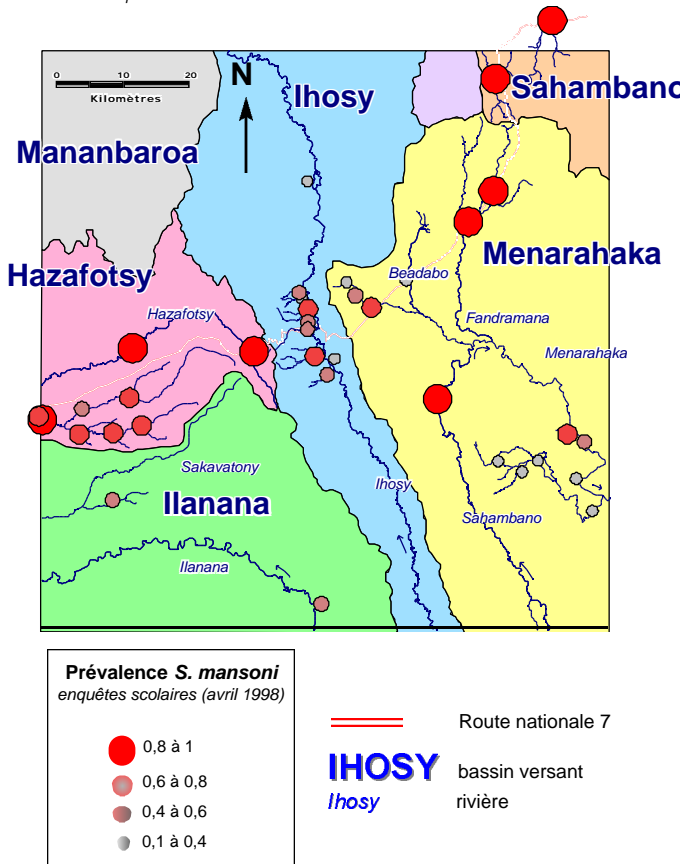 0 10 20
Kilomètres
N
Ihosy
Sahambano
Mananbaroa
Menarahaka
Hazafotsy
Beadabo
Hazafotsy
Fandramana
Menarahaka
Sakavatony
Ihosy
Ilanana
Sahambano
Ilanana
Prévalence S. mansoni
enquêtes scolaires (avril 1998)
0,8 à 1
0,6 à 0,8
0,4 à 0,6
0,1 à 0,4
Route nationale 7
IHOSY bassin versant
Ihosy rivière